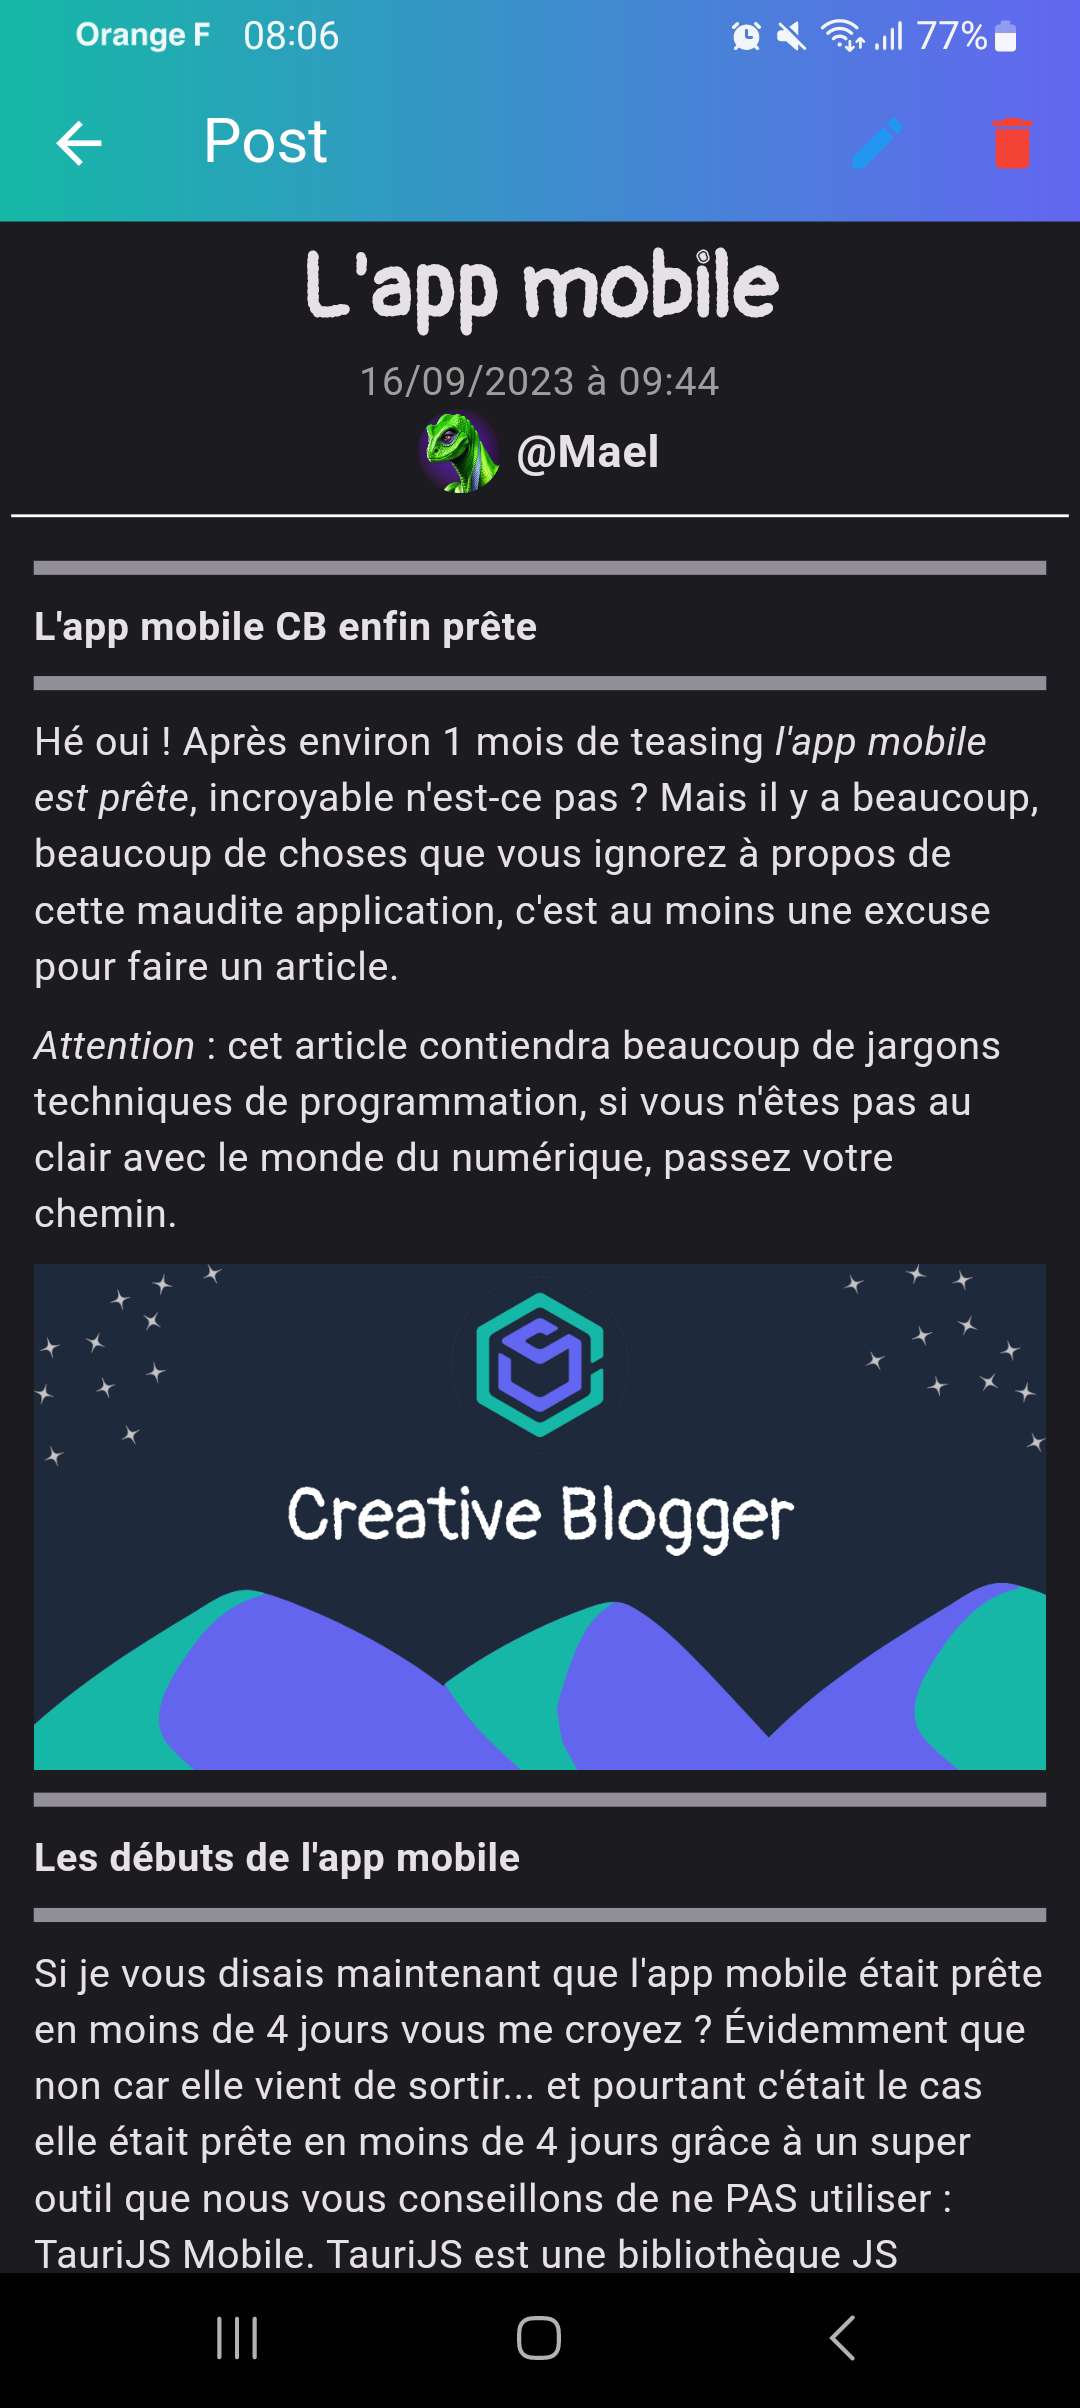 Orange F 08:06 77%
Post
L'app mobile
16/09/2023 à 09:44
@Mael
L'app mobile CB enfin prête
Hé oui ! Après environ 1 mois de teasing l'app mobile
est prête, incroyable n'est-ce pas ? Mais il y a beaucoup,
beaucoup de choses que vous ignorez à propos de
cette maudite application, c'est au moins une excuse
pour faire un article.
Attention : cet article contiendra beaucoup de jargons
techniques de programmation, si vous n'êtes pas au
clair avec le monde du numérique, passez votre
chemin.
Creative Blogger
Les débuts de l'app mobile
Si je vous disais maintenant que l'app mobile était prête
en moins de 4 jours vous me croyez ? Évidemment que
non car elle vient de sortir... et pourtant c'était le cas
elle était prête en moins de 4 jours grâce à un super
outil que nous vous conseillons de ne PAS utiliser :
TauriJS Mobile. TauriJS est une bibliothèque JS